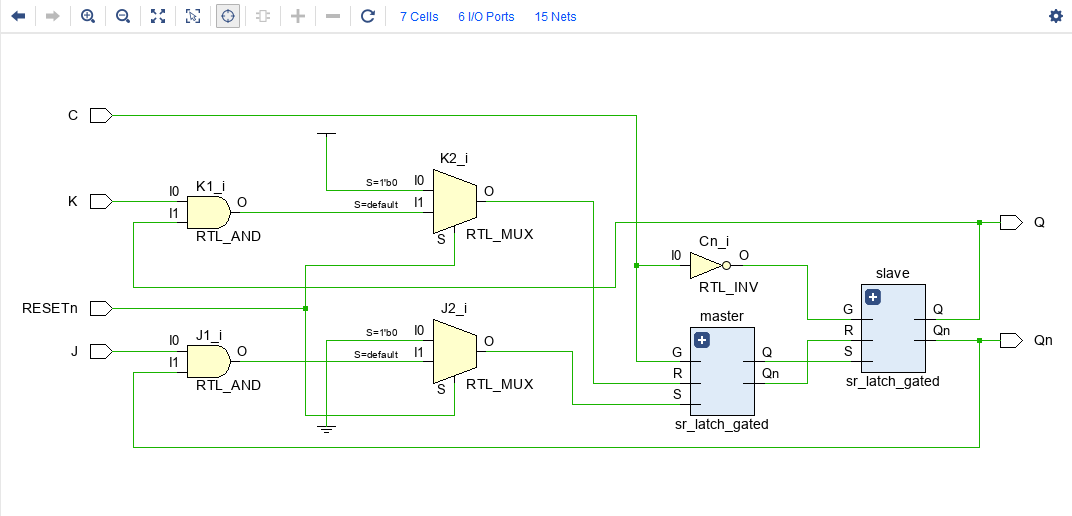 7 Cells 6 I/O Ports 15 Nets
C
K2_i
S=1'b0 I0
K1_i
I0
O
O
K
I1
S=default I1
RTL_AND
S
RTL_MUX
Q
Cn_i
I0
O
RTL_INV
slave
RESETn
G
Q
R
Qn
S
sr_latch_gated
J2_i
master
J1_i
S=1'b0 I0
I0
O
O
J
I1
S=default I1
RTL_AND
S
RTL_MUX
G
Q
R
Qn
S
sr_latch_gated
Qn